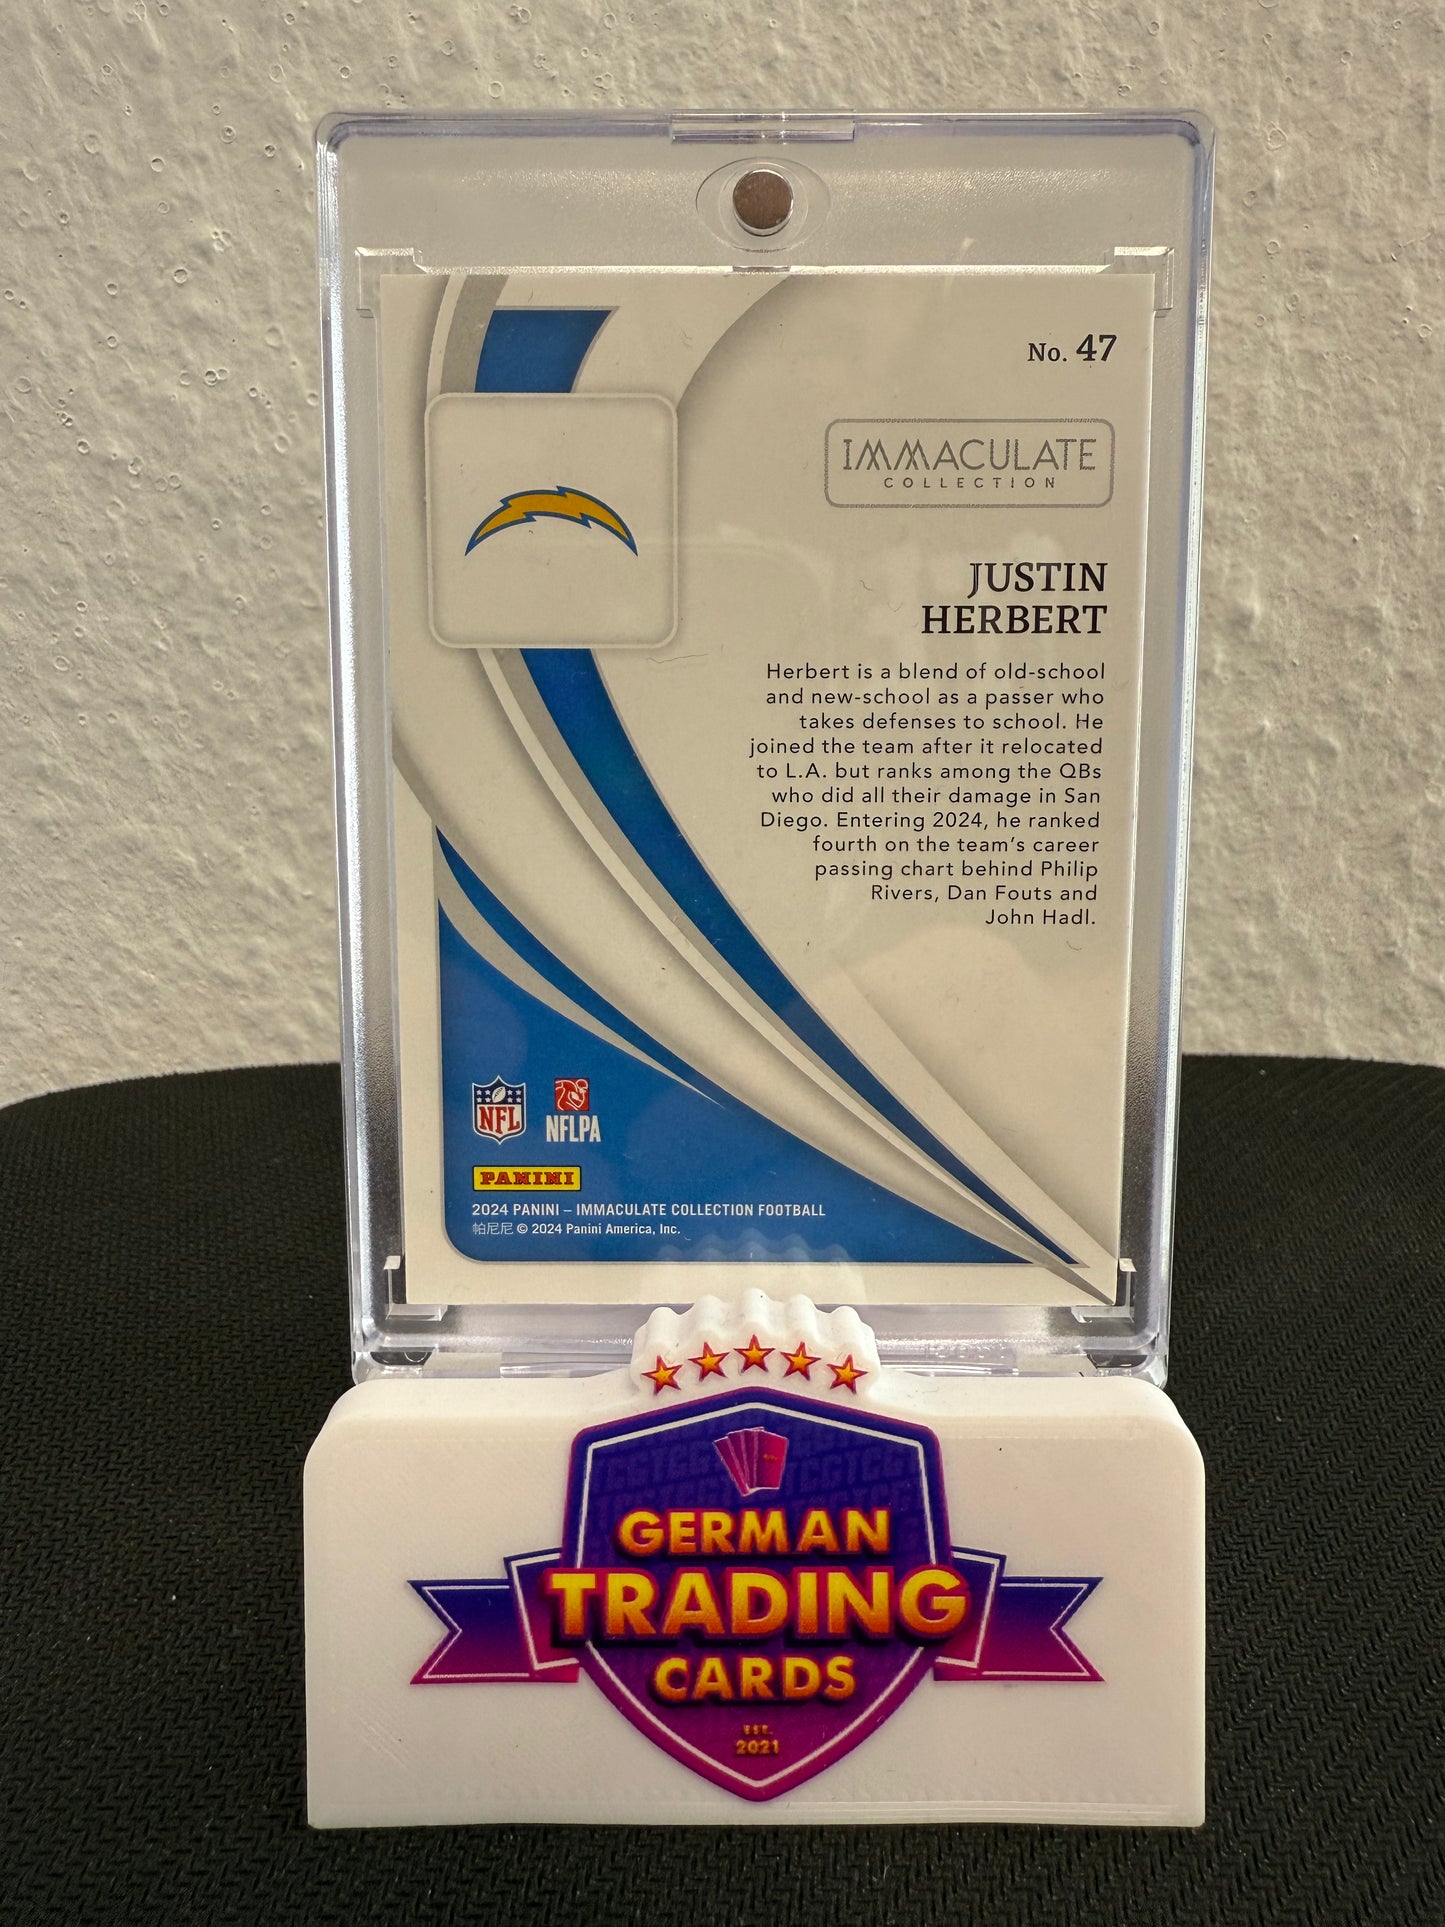 No. 47
IMMACULATE
COLLECTION
JUSTIN
HERBERT
Herbert is a blend of old-school
and new-school as a passer who
takes defenses to school. He
joined the team after it relocated
to L.A. but ranks among the QBs
who did all their damage in San
Diego. Entering 2024, he ranked
fourth on the team's career
passing chart behind Philip
Rivers, Dan Fouts and
John Hadl.
NFL
NFLPA
PANINI
2024 PANINI – IMMACULATE COLLECTION FOOTBALL
帕尼尼 © 2024 Panini America, Inc.
GERMAN
TRADING
CARDS
EST.
2021